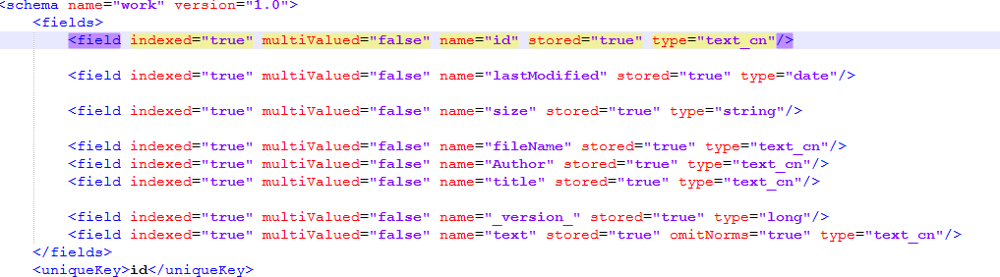 <schema name="work" version="1.0">
<fields>
<field indexed="true" multiValued="false" name="id" stored="true" type="text_cn"/>
<field indexed="true" multiValued="false" name="lastModified" stored="true" type="date"/>
<field indexed="true" multiValued="false" name="size" stored="true" type="string"/>
<field indexed="true" multiValued="false" name="fileName" stored="true" type="text_cn"/>
<field indexed="true" multiValued="false" name="Author" stored="true" type="text_cn"/>
<field indexed="true" multiValued="false" name="title" stored="true" type="text_cn"/>
<field indexed="true" multiValued="false" name="_version_" stored="true" type="long"/>
<field indexed="true" multiValued="false" name="text" stored="true" omitNorms="true" type="text_cn"/>
</fields>
<uniqueKey>id</uniqueKey>